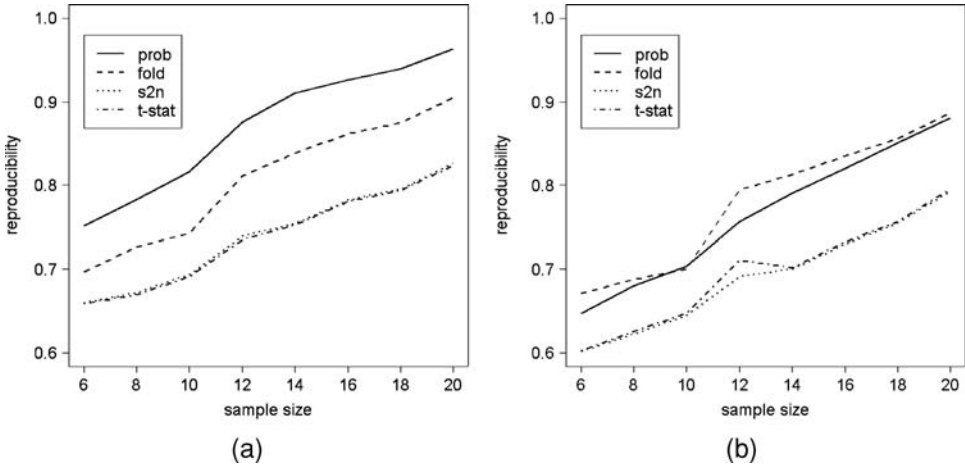 1.0
0.9
0.8
0.7
0.6
reproducibility
prob
fold
s2n
t-stat
6 8 10 12 14 16 18 20
sample size
(a)
1.0
0.9
0.8
0.7
0.6
reproducibility
prob
fold
s2n
t-stat
6 8 10 12 14 16 18 20
sample size
(b)